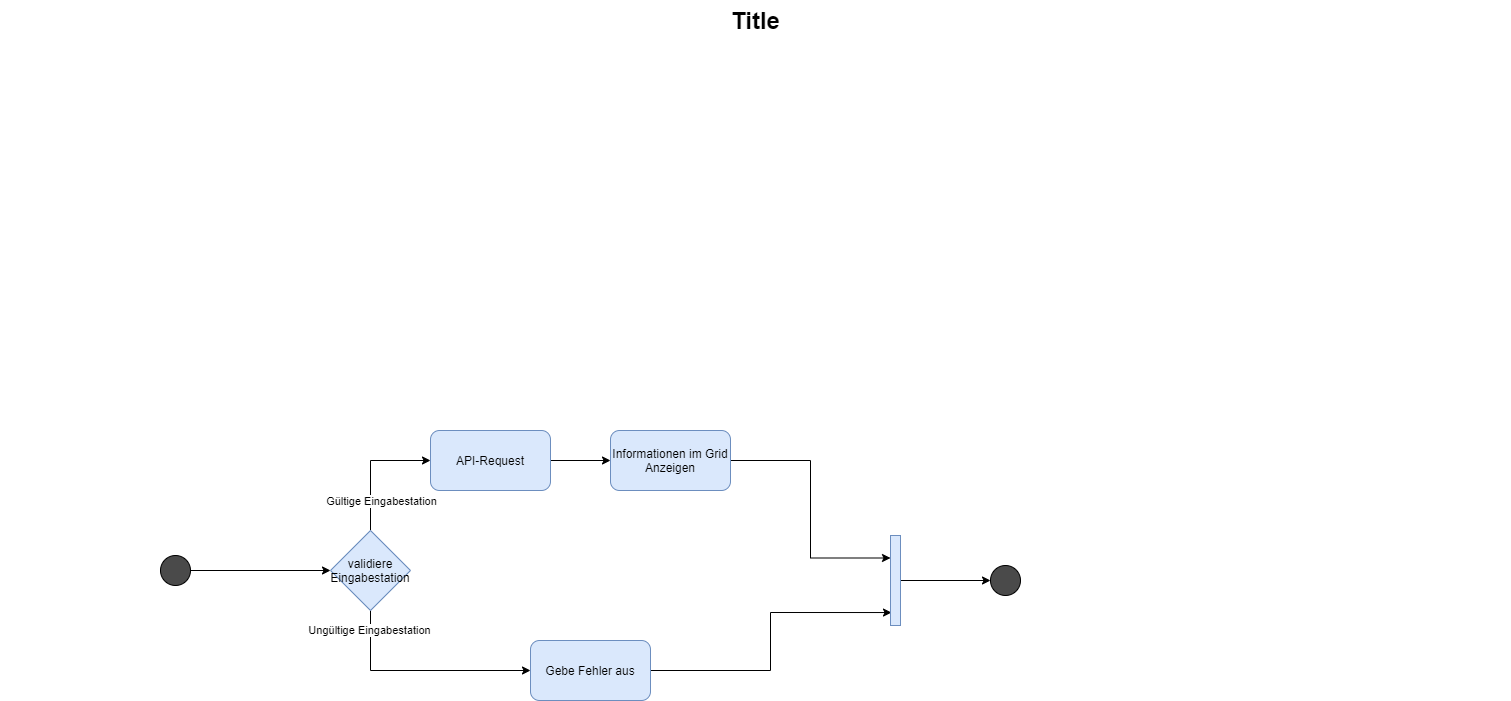 Title
Informationen im Grid
Anzeigen
API-Request
Gültige Eingabestation
validiere
Eingabestation
Ungültige Eingabestation
Gebe Fehler aus